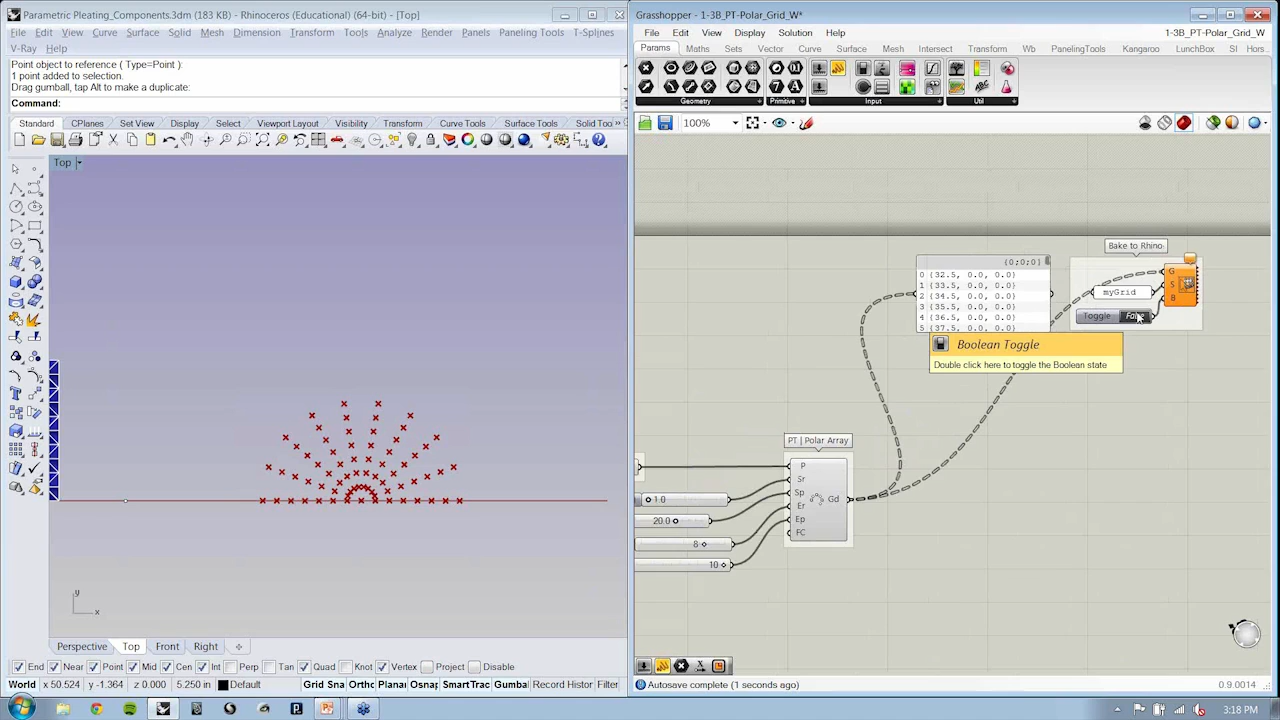 Parametric Pleating_Components.3dm (183 KB) - Rhinoceros (Educational) (64-bit) - [Top]
File Edit View Curve Surface Solid Mesh Dimension Transform Tools Analyze Render Panels T-Splines
V-Ray Help
Point object to reference ( Type=Point ):
1 point added to selection.
Drag gumball, tap Alt to make a duplicate:
Command:
Standard CPlanes Set View Display Select Viewport Layout Visibility Transform Curve Tools Surface Tools Solid Too
Top
y
x
Perspective Top Front Right
End Near Point Mid Cen Int Perp Tan Quad Knot Vertex Project Disable
World x 50.524 y -1.364 z 0.000 5.250 in Default Grid Sna Ortho Planar Osnap SmartTrac Gumba Record Histor Filter
Grasshopper - 1-3B_PT-Polar_Grid_W*
File Edit View Display Solution Help 1-3B_PT-Polar_Grid_W
Params Maths Sets Vector Curve Surface Mesh Intersect Transform Wb PanelingTools Kangaroo LunchBox SI Hors
Geometry Primitive Input Util
100%
{0;0;0}
0 {32.5, 0.0, 0.0}
1 {33.5, 0.0, 0.0}
2 {34.5, 0.0, 0.0}
3 {35.5, 0.0, 0.0}
4 {36.5, 0.0, 0.0}
5 {37.5, 0.0, 0.0}
Bake to Rhino
myGrid
Toggle False
G
S
B
Boolean Toggle
Double click here to toggle the Boolean state
PT | Polar Array
P
Sr
Sp
Er
Ep
FC
Gd
1.0
20.0
8
10
Autosave complete (1 seconds ago)
0.9.0014
3:18 PM